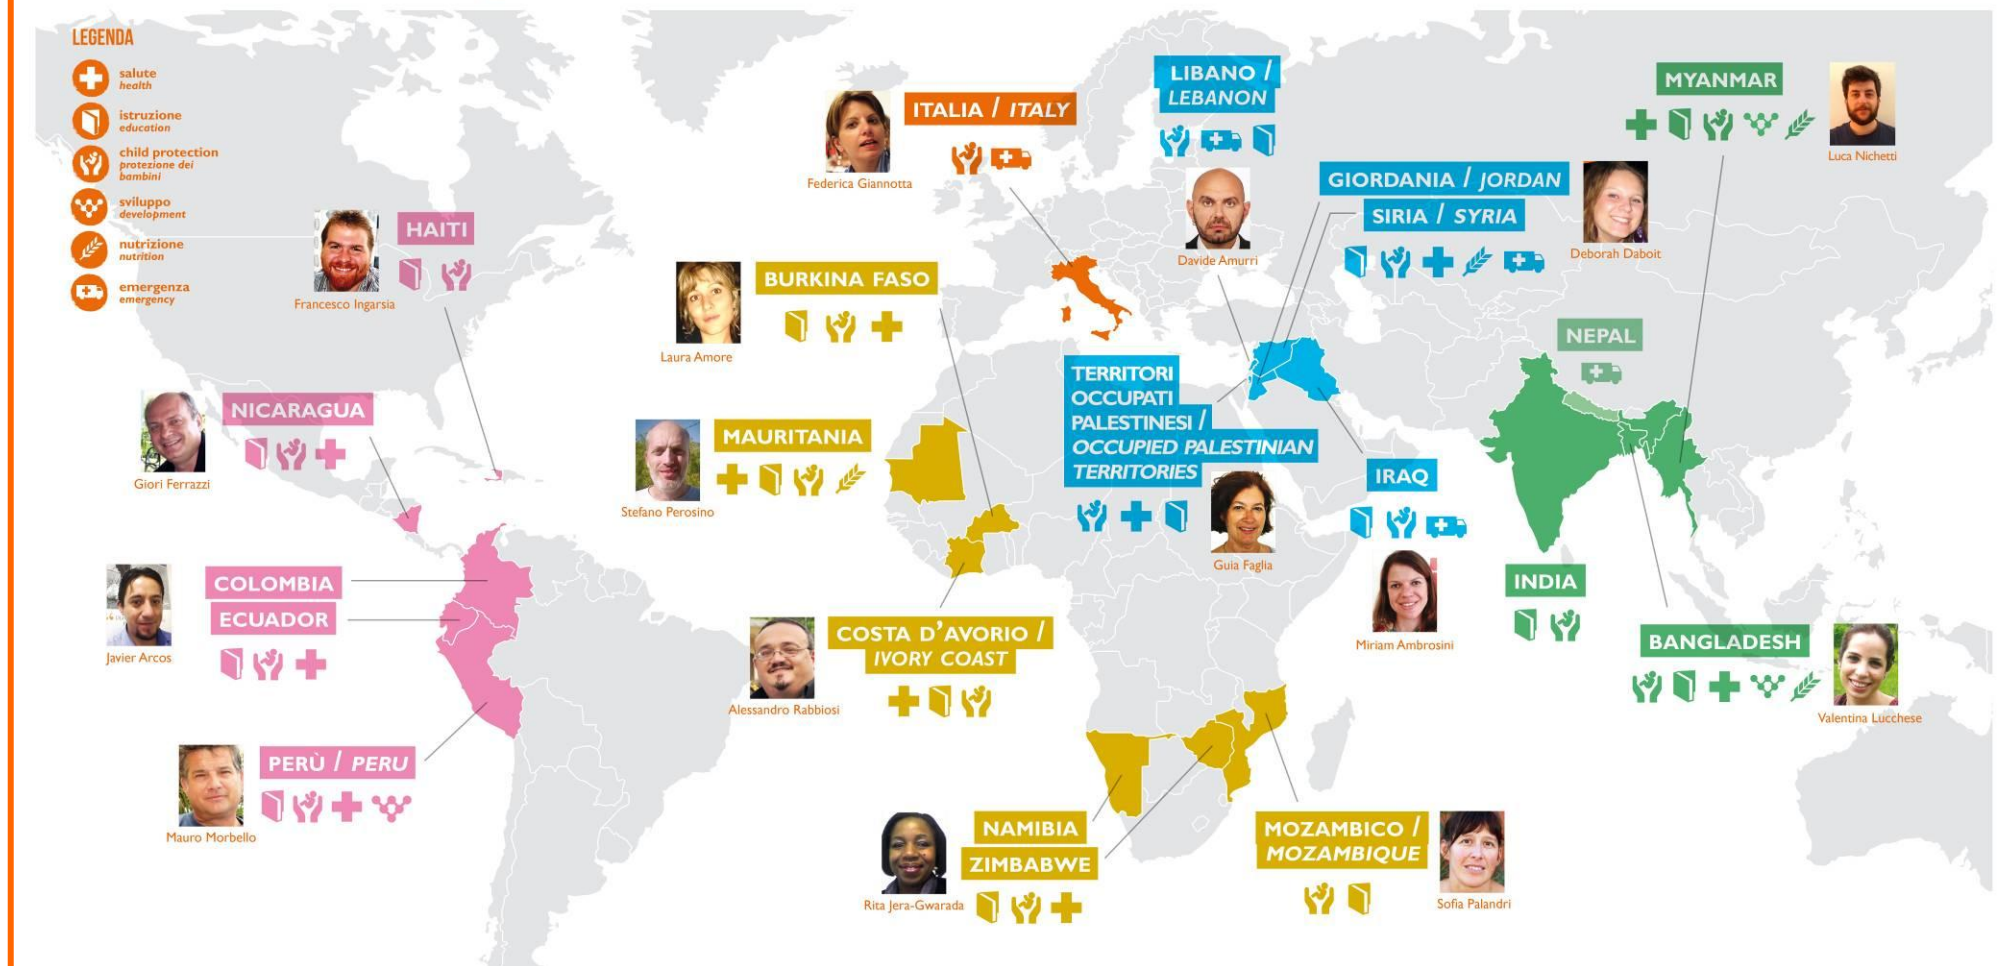 LEGENDA
salute
health
istruzione
education
child protection
protezione dei
bambini
sviluppo
development
nutrizione
nutrition
emergenza
emergency
Francesco Ingarsia
HAITI
Giori Ferrazzi
NICARAGUA
Javier Arcos
COLOMBIA
ECUADOR
Mauro Morbello
PERÙ / PERU
Federica Giannotta
ITALIA / ITALY
Laura Amore
BURKINA FASO
Stefano Perosino
MAURITANIA
Alessandro Rabbiosi
COSTA D'AVORIO /
IVORY COAST
Rita Jera-Gwarada
NAMIBIA
ZIMBABWE
MOZAMBICO /
MOZAMBIQUE
Sofia Palandri
LIBANO /
LEBANON
Davide Amurri
GIORDANIA / JORDAN
SIRIA / SYRIA
Deborah Daboit
TERRITORI
OCCUPATI
PALESTINESI /
OCCUPIED PALESTINIAN
TERRITORIES
Guia Faglia
IRAQ
Miriam Ambrosini
MYANMAR
Luca Nichetti
NEPAL
INDIA
BANGLADESH
Valentina Lucchese